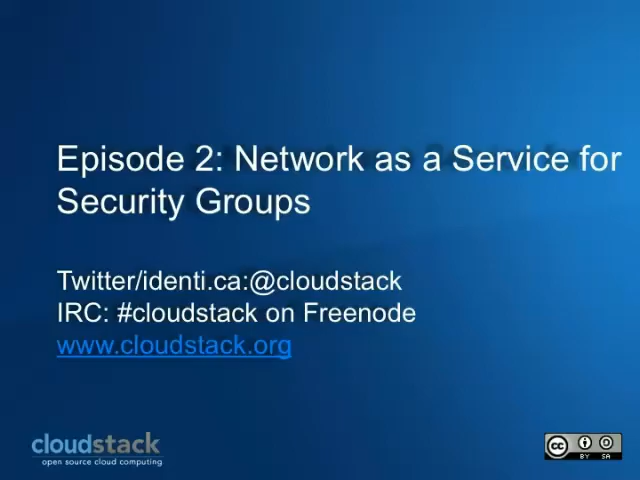 Episode 2: Network as a Service for
Security Groups
Twitter/identi.ca:@cloudstack
IRC: #cloudstack on Freenode
www.cloudstack.org
cloudstack
open source cloud computing
cc
BY SA